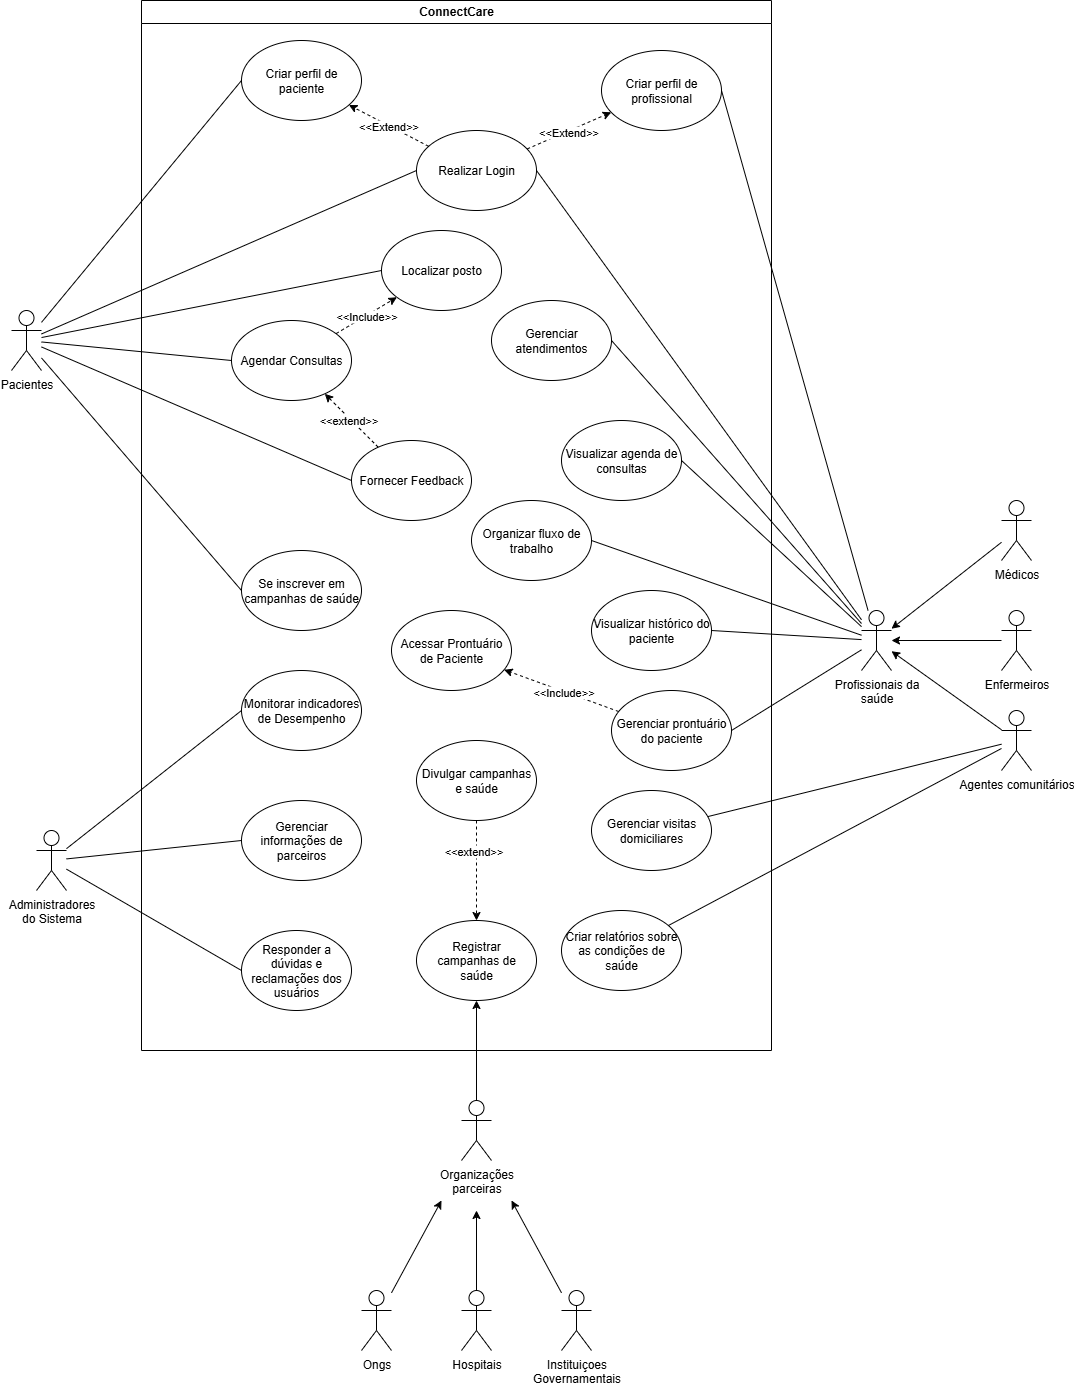 ConnectCare
Criar perfil de
paciente
Criar perfil de
profissional
<<Extend>>
<<Extend>>
Realizar Login
Localizar posto
<<Include>>
Gerenciar
atendimentos
Agendar Consultas
Pacientes
<<extend>>
Visualizar agenda de
consultas
Fornecer Feedback
Organizar fluxo de
trabalho
Médicos
Se inscrever em
campanhas de saúde
Visualizar histórico do
paciente
Acessar Prontuário
de Paciente
Profissionais da
saúde
Enfermeiros
<<Include>>
Monitorar indicadores
de Desempenho
Gerenciar prontuário
do paciente
Divulgar campanhas
e saúde
Agentes comunitários
Gerenciar
informações de
parceiros
Gerenciar visitas
domiciliares
<<extend>>
Administradores
do Sistema
Responder a
dúvidas e
reclamações dos
usuários
Registrar
campanhas de
saúde
Criar relatórios sobre
as condições de
saúde
Organizações
parceiras
Ongs
Hospitais
Instituiçoes
Governamentais